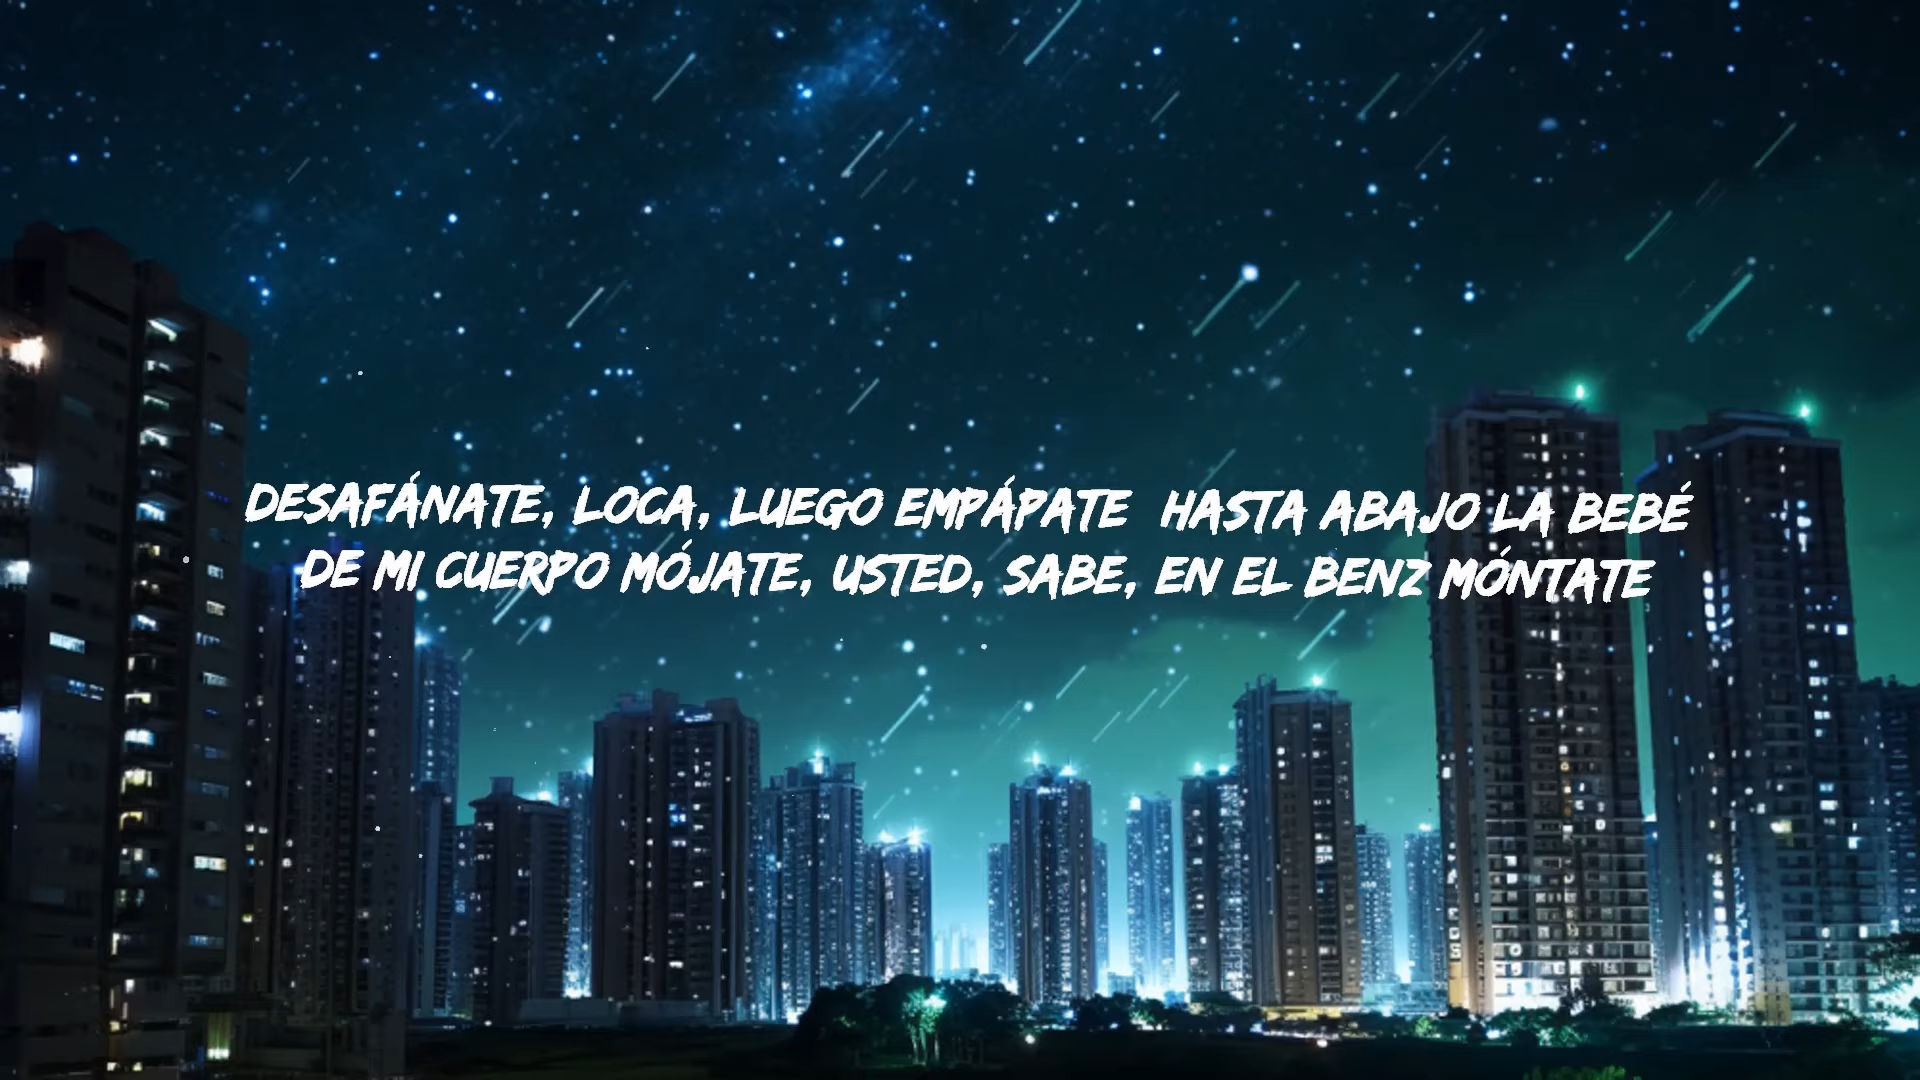 DESAFÁNATE, LOCA, LUEGO EMPÁPATE  HASTA ABAJO LA BEBÉ
DE MI CUERPO MÓJATE, USTED, SABE, EN EL BENZ MÓNTATE